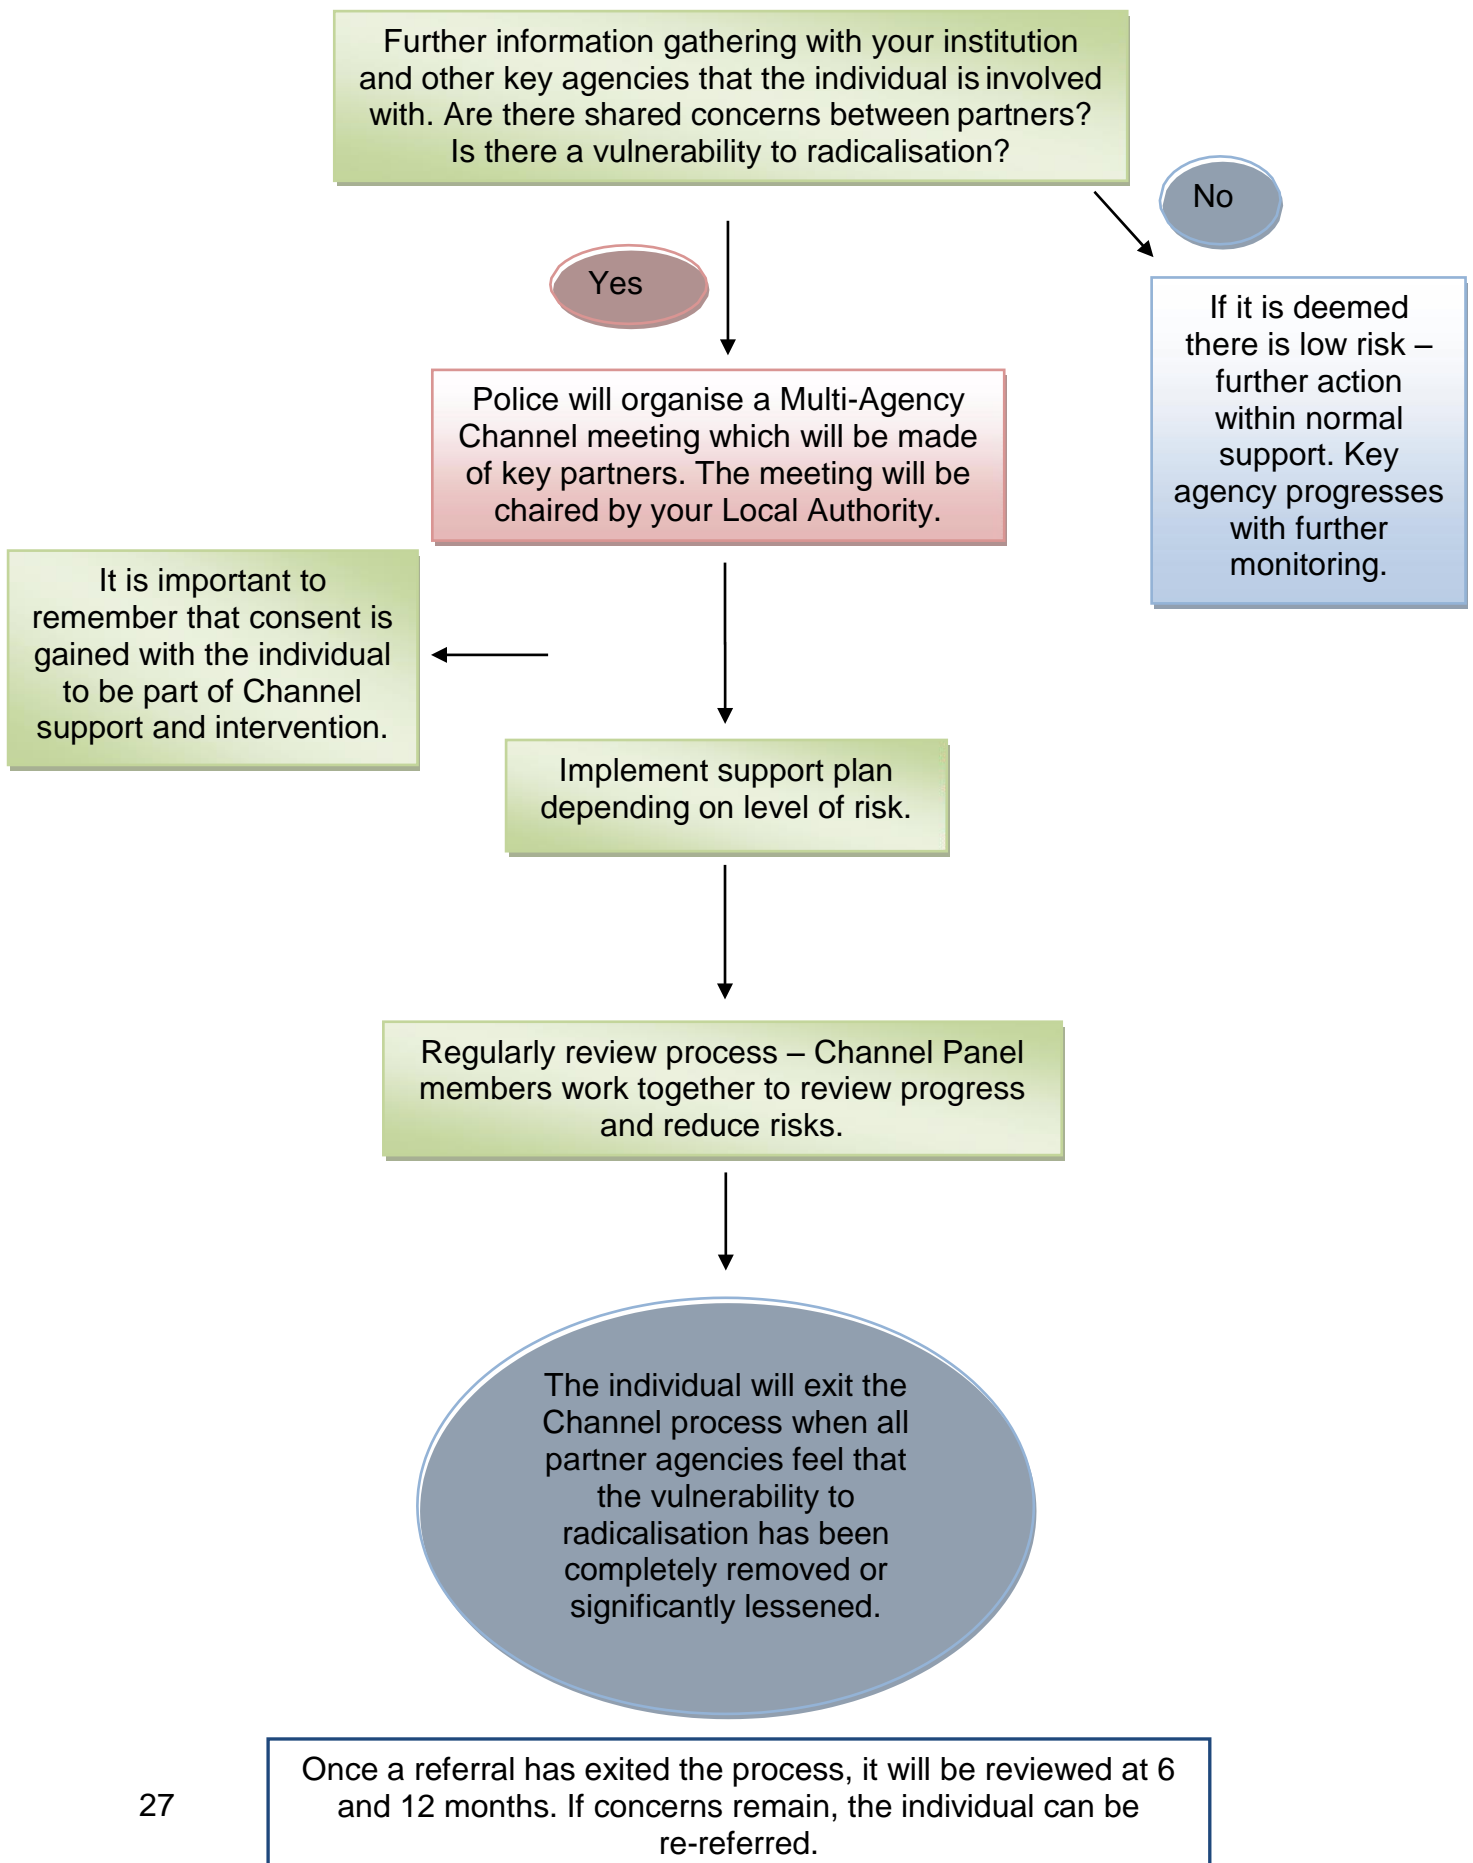 Further information gathering with your institution
and other key agencies that the individual is involved
with. Are there shared concerns between partners?
Is there a vulnerability to radicalisation?
No
Yes
If it is deemed
there is low risk –
further action
within normal
support. Key
agency progresses
with further
monitoring.
Police will organise a Multi-Agency
Channel meeting which will be made
of key partners. The meeting will be
chaired by your Local Authority.
It is important to
remember that consent is
gained with the individual
to be part of Channel
support and intervention.
Implement support plan
depending on level of risk.
Regularly review process – Channel Panel
members work together to review progress
and reduce risks.
The individual will exit the
Channel process when all
partner agencies feel that
the vulnerability to
radicalisation has been
completely removed or
significantly lessened.
Once a referral has exited the process, it will be reviewed at 6
and 12 months. If concerns remain, the individual can be
re-referred.
27